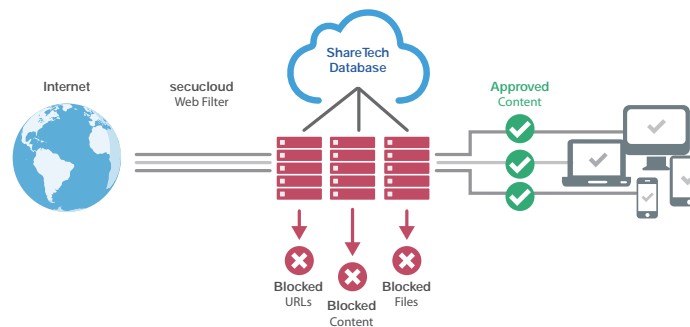 ShareTech
Database
Internet
secucloud
Web Filter
Approved
Content
Blocked
URLs
Blocked
Content
Blocked
Files